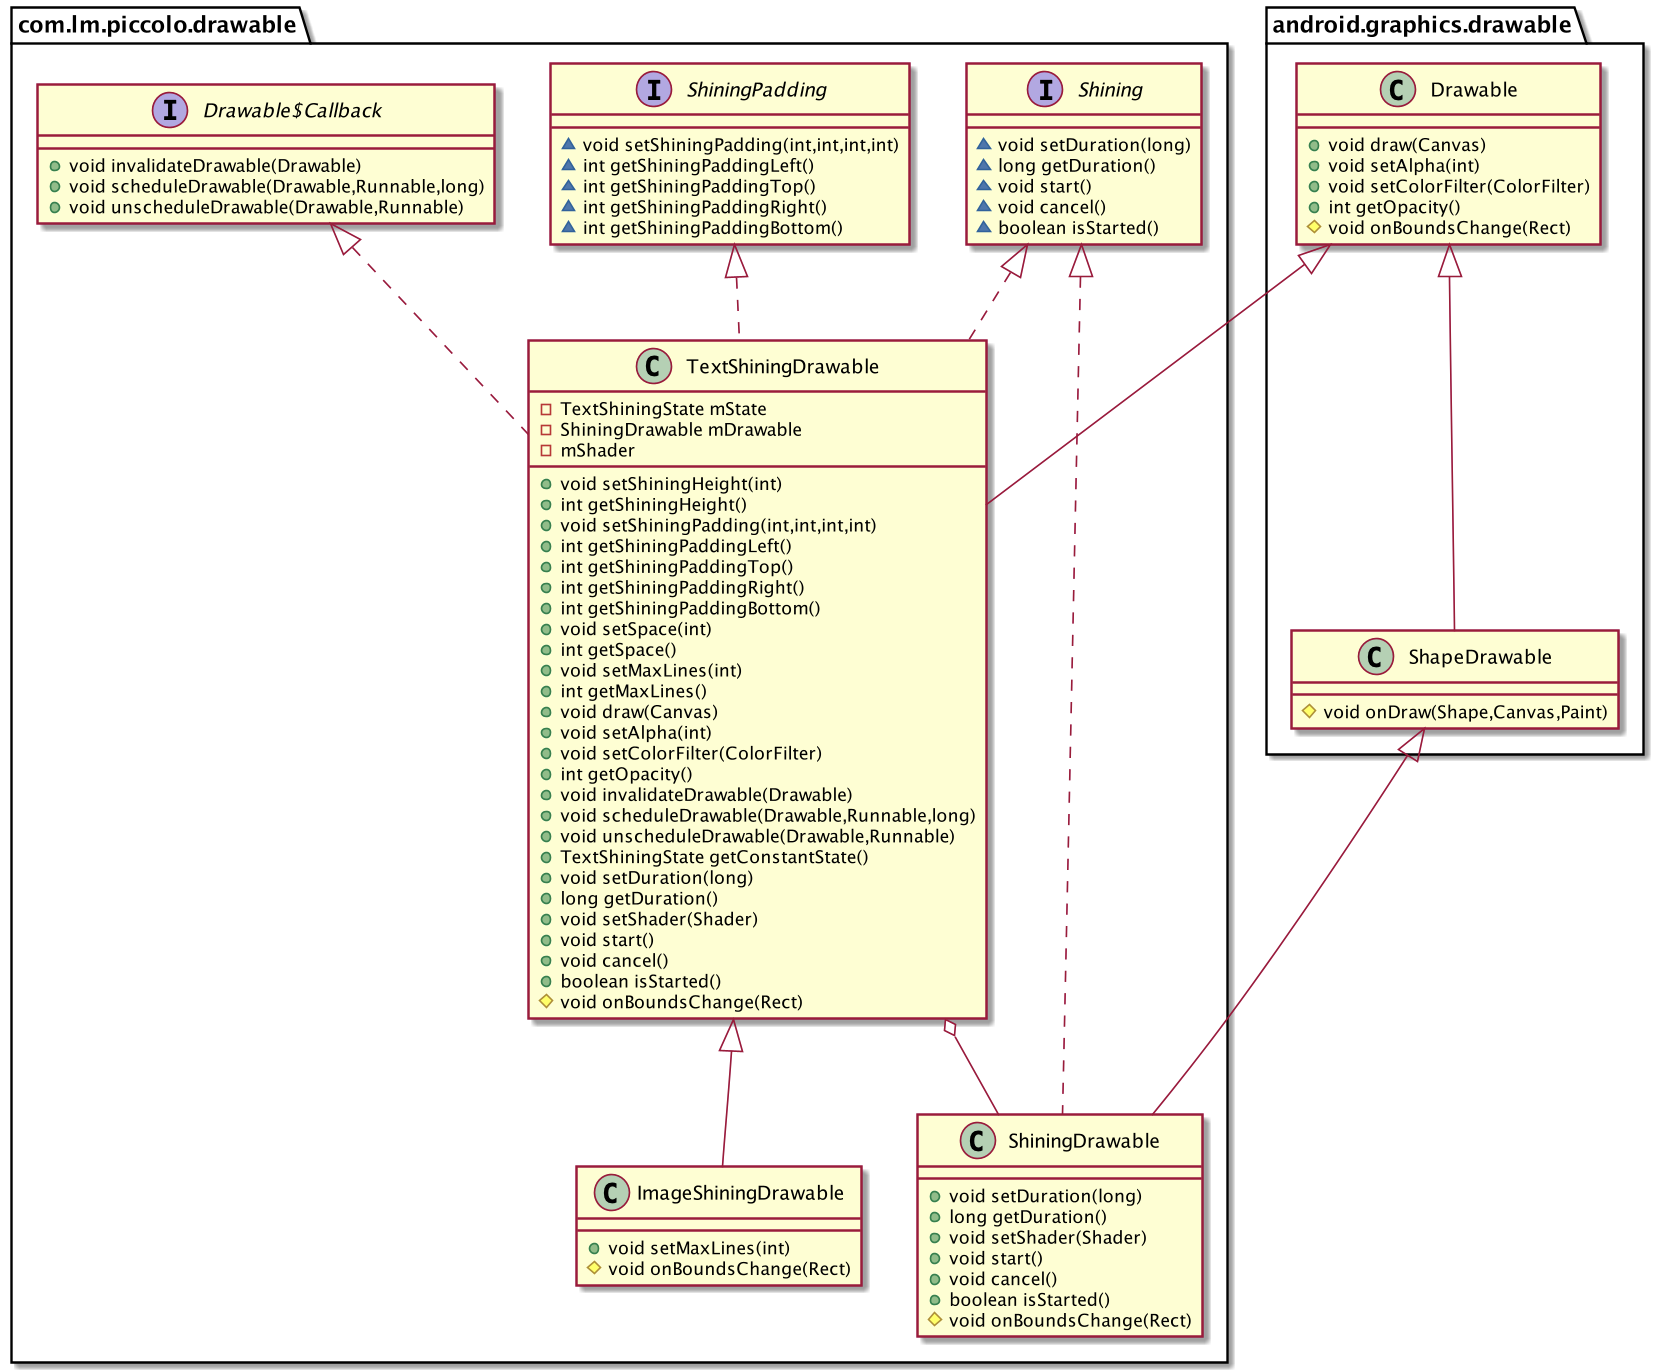 com.lm.piccolo.drawable
I Drawable$Callback
void invalidateDrawable(Drawable)
void scheduleDrawable(Drawable,Runnable,long)
void unscheduleDrawable(Drawable,Runnable)
I ShiningPadding
void setShiningPadding(int,int,int,int)
int getShiningPaddingLeft()
int getShiningPaddingTop()
int getShiningPaddingRight()
int getShiningPaddingBottom()
I Shining
void setDuration(long)
long getDuration()
void start()
void cancel()
boolean isStarted()
android.graphics.drawable
C Drawable
void draw(Canvas)
void setAlpha(int)
void setColorFilter(ColorFilter)
int getOpacity()
void onBoundsChange(Rect)
C TextShiningDrawable
TextShiningState mState
ShiningDrawable mDrawable
mShader
void setShiningHeight(int)
int getShiningHeight()
void setShiningPadding(int,int,int,int)
int getShiningPaddingLeft()
int getShiningPaddingTop()
int getShiningPaddingRight()
int getShiningPaddingBottom()
void setSpace(int)
int getSpace()
void setMaxLines(int)
int getMaxLines()
void draw(Canvas)
void setAlpha(int)
void setColorFilter(ColorFIlter)
int getOpacity()
void invalidateDrawable(Drawable)
void scheduleDrawable(Drawable,Runnable,long)
void unscheduleDrawable(Drawable,Runnable)
TextShiningState getConstantState()
void setDuration(long)
long getDuration()
void setShader(Shader)
void start()
void cancel()
boolean isStarted()
void onBoundsChange(Rect)
C ShapeDrawable
void onDraw(Shape,Canvas,Paint)
C ImageShiningDrawable
void setMaxLines(int)
void onBoundsChange(Rect)
C ShiningDrawable
void setDuration(long)
long getDuration()
void setShader(Shader)
void start()
void cancel()
boolean isStarted()
void onBoundsChange(Rect)